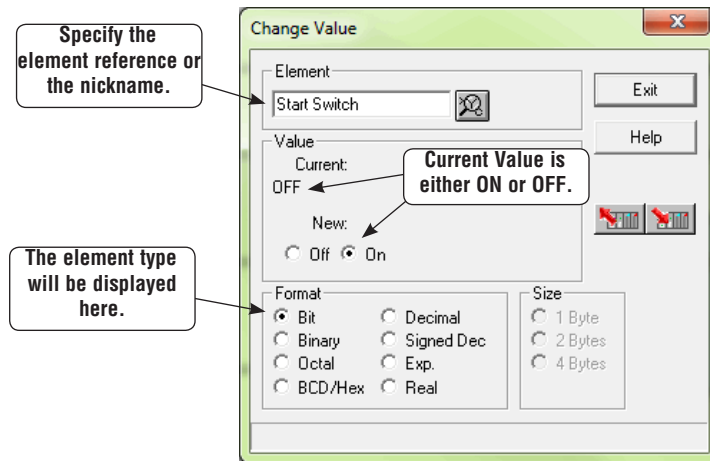 Specify the
element reference or
the nickname.
Change Value
Element
Start Switch
Exit
Help
Value
Current:
OFF
Current Value is
either ON or OFF.
New:
Off On
The element type
will be displayed
here.
Format
Bit Decimal
Binary Signed Dec
Octal Exp.
BCD/Hex Real
Size
1 Byte
2 Bytes
4 Bytes